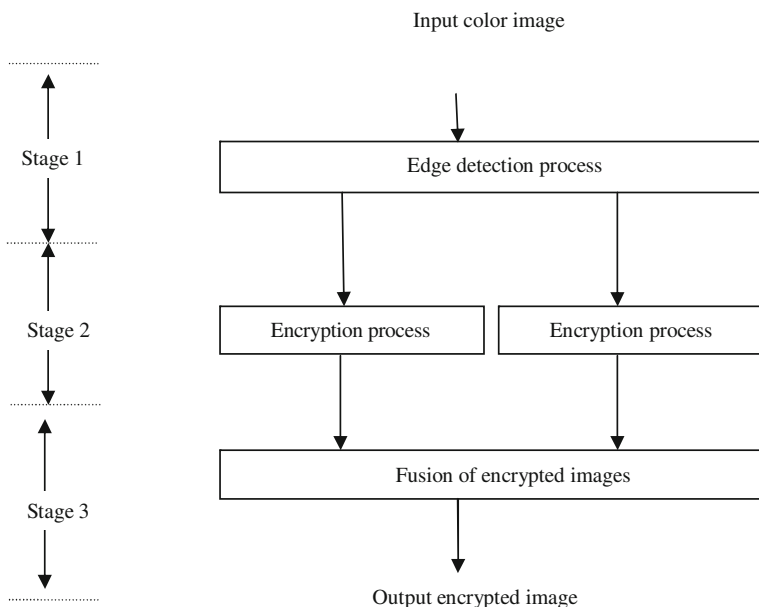 Input color image
Stage 1
Edge detection process
Stage 2
Encryption process
Encryption process
Fusion of encrypted images
Stage 3
Output encrypted image